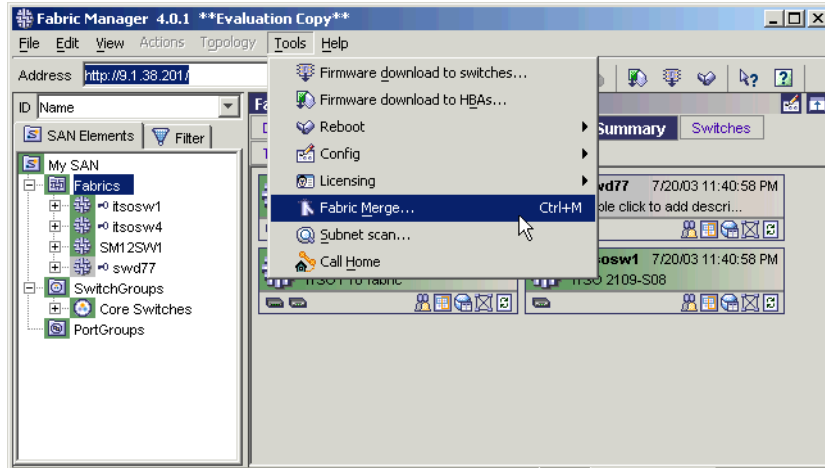 Fabric Manager 4.0.1 **Evaluation Copy**
File Edit View Actions Topology Tools Help
Address http://9.1.38.201/
ID Name
SAN Elements Filter
My SAN
Fabrics
itsosw1
itsosw4
SM12SW1
swd77
SwitchGroups
Core Switches
PortGroups
Firmware download to switches...
Firmware download to HBAs...
Reboot
Config
Licensing
Fabric Merge... Ctrl+M
Subnet scan...
Call Home
Summary Switches
7/20/03 11:40:58 PM
click to add descri...
7/20/03 11:40:58 PM
ITSO 2109-S08